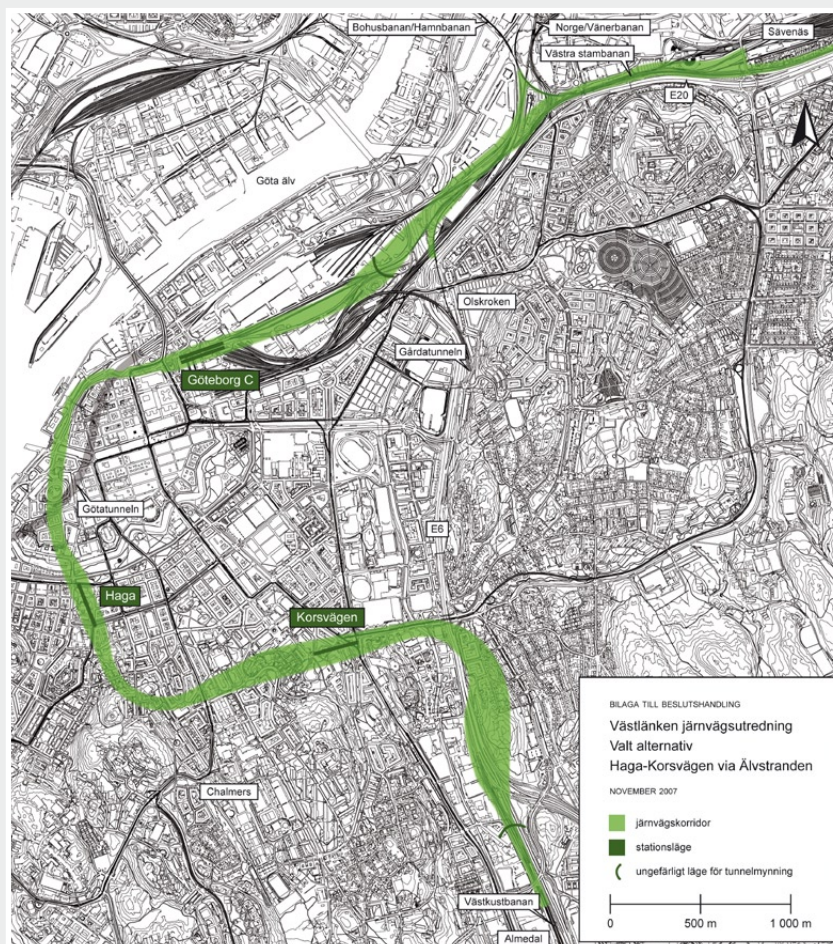 Bohusbanan/Hamnbanan
Norge/Vänerbanan
Sävenäs
Västra stambanan
E20
Göta älv
Olskroken
Gårdatunneln
Göteborg C
Götatunneln
E6
Haga
Korsvägen
Chalmers
Västkustbanan
Almedal
BILAGA TILL BESLUTSHANDLING
Västlänken järnvägsutredning
Valt alternativ
Haga-Korsvägen via Älvstranden
NOVEMBER 2007
järnvägskorridor
stationsläge
ungefärligt läge för tunnelmynning
0 500 m 1 000 m